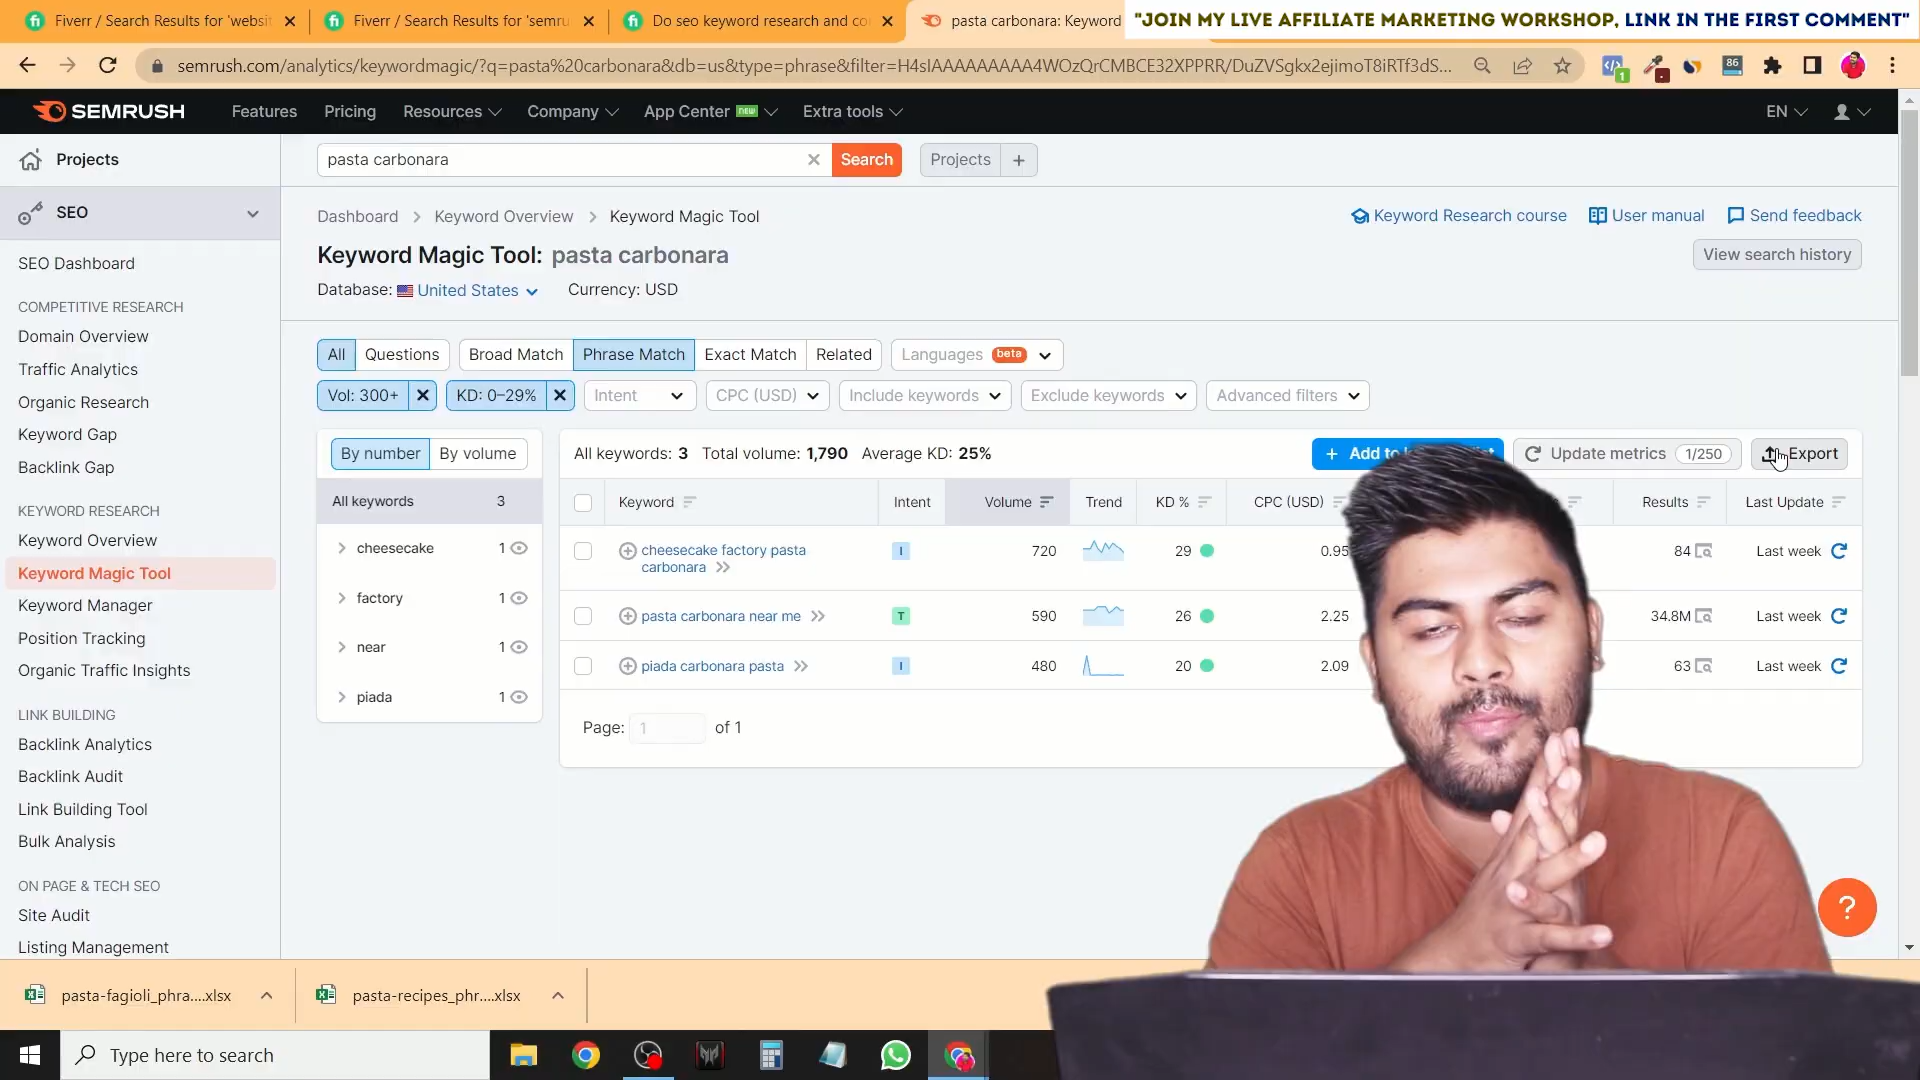 Fiverr / Search Results for 'websi
Fiverr / Search Results for 'semru
Do seo keyword research and co
pasta carbonara: Keyword
"JOIN MY LIVE AFFILIATE MARKETING WORKSHOP, LINK IN THE FIRST COMMENT"
semrush.com/analytics/keywordmagic/?q=pasta%20carbonara&db=us&type=phrase&filter=H4sIAAAAAAAA4WOzQrCMBCE32XPPRR/DuZVSgkx2ejimoT8iRTf3dS...
1
86
SEMRUSH
Features
Pricing
Resources
Company
App Center new
Extra tools
EN
Projects
pasta carbonara
Search
Projects
+
SEO
Dashboard > Keyword Overview > Keyword Magic Tool
Keyword Research course
User manual
Send feedback
Keyword Magic Tool: pasta carbonara
View search history
Database: United States
Currency: USD
SEO Dashboard
COMPETITIVE RESEARCH
Domain Overview
Traffic Analytics
Organic Research
Keyword Gap
Backlink Gap
KEYWORD RESEARCH
Keyword Overview
Keyword Magic Tool
Keyword Manager
Position Tracking
Organic Traffic Insights
LINK BUILDING
Backlink Analytics
Backlink Audit
Link Building Tool
Bulk Analysis
ON PAGE & TECH SEO
Site Audit
Listing Management
All
Questions
Broad Match
Phrase Match
Exact Match
Related
Languages beta
Vol: 300+
KD: 0–29%
Intent
CPC (USD)
Include keywords
Exclude keywords
Advanced filters
By number
By volume
All keywords 3
cheesecake 1
factory 1
near 1
piada 1
All keywords: 3 Total volume: 1,790 Average KD: 25%
+ Add to
Update metrics 1/250
Export
Keyword Intent Volume Trend KD % CPC (USD) Results Last Update
cheesecake factory pasta
carbonara I 720 29 0.95 84 Last week
pasta carbonara near me T 590 26 2.25 34.8M Last week
piada carbonara pasta I 480 20 2.09 63 Last week
Page: 1 of 1
?
pasta-fagioli_phra....xlsx
pasta-recipes_phr....xlsx
Type here to search